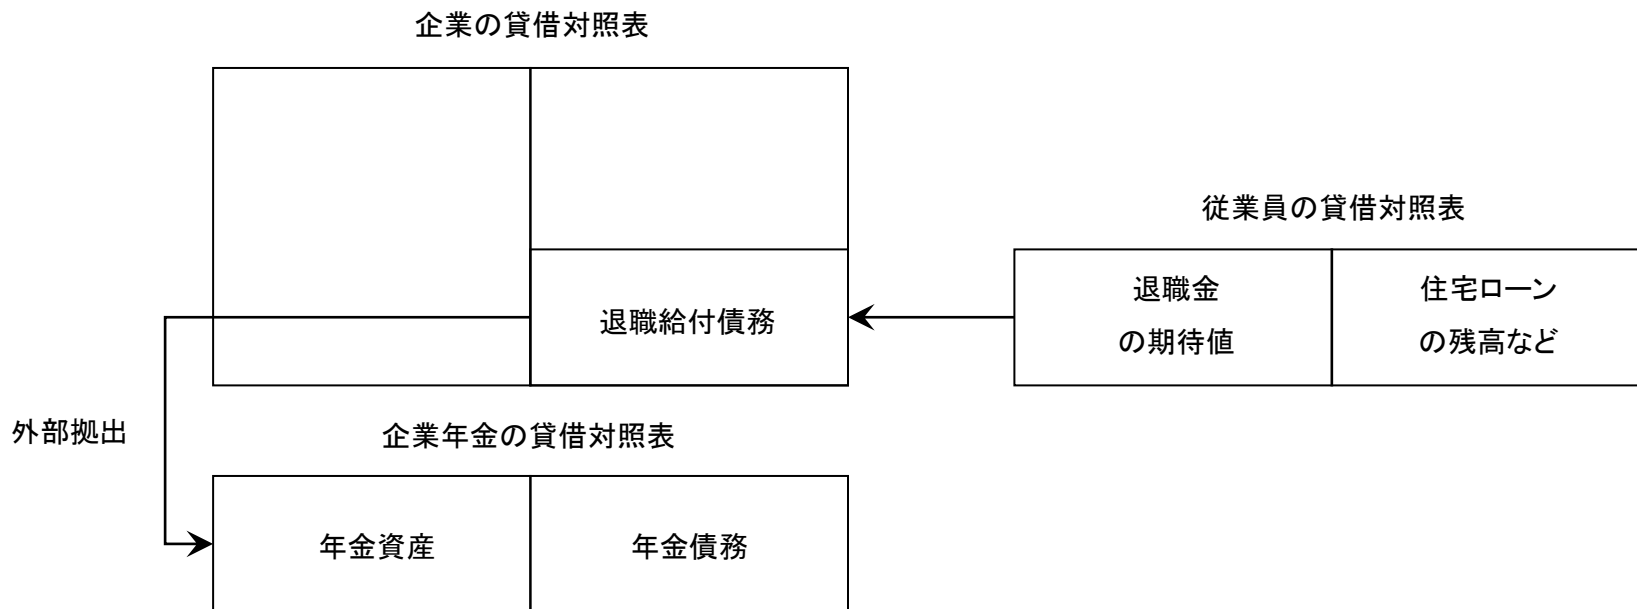 企業の貸借対照表
従業員の貸借対照表
退職給付債務
退職金
の期待値
住宅ローン
の残高など
外部拠出
企業年金の貸借対照表
年金資産
年金債務